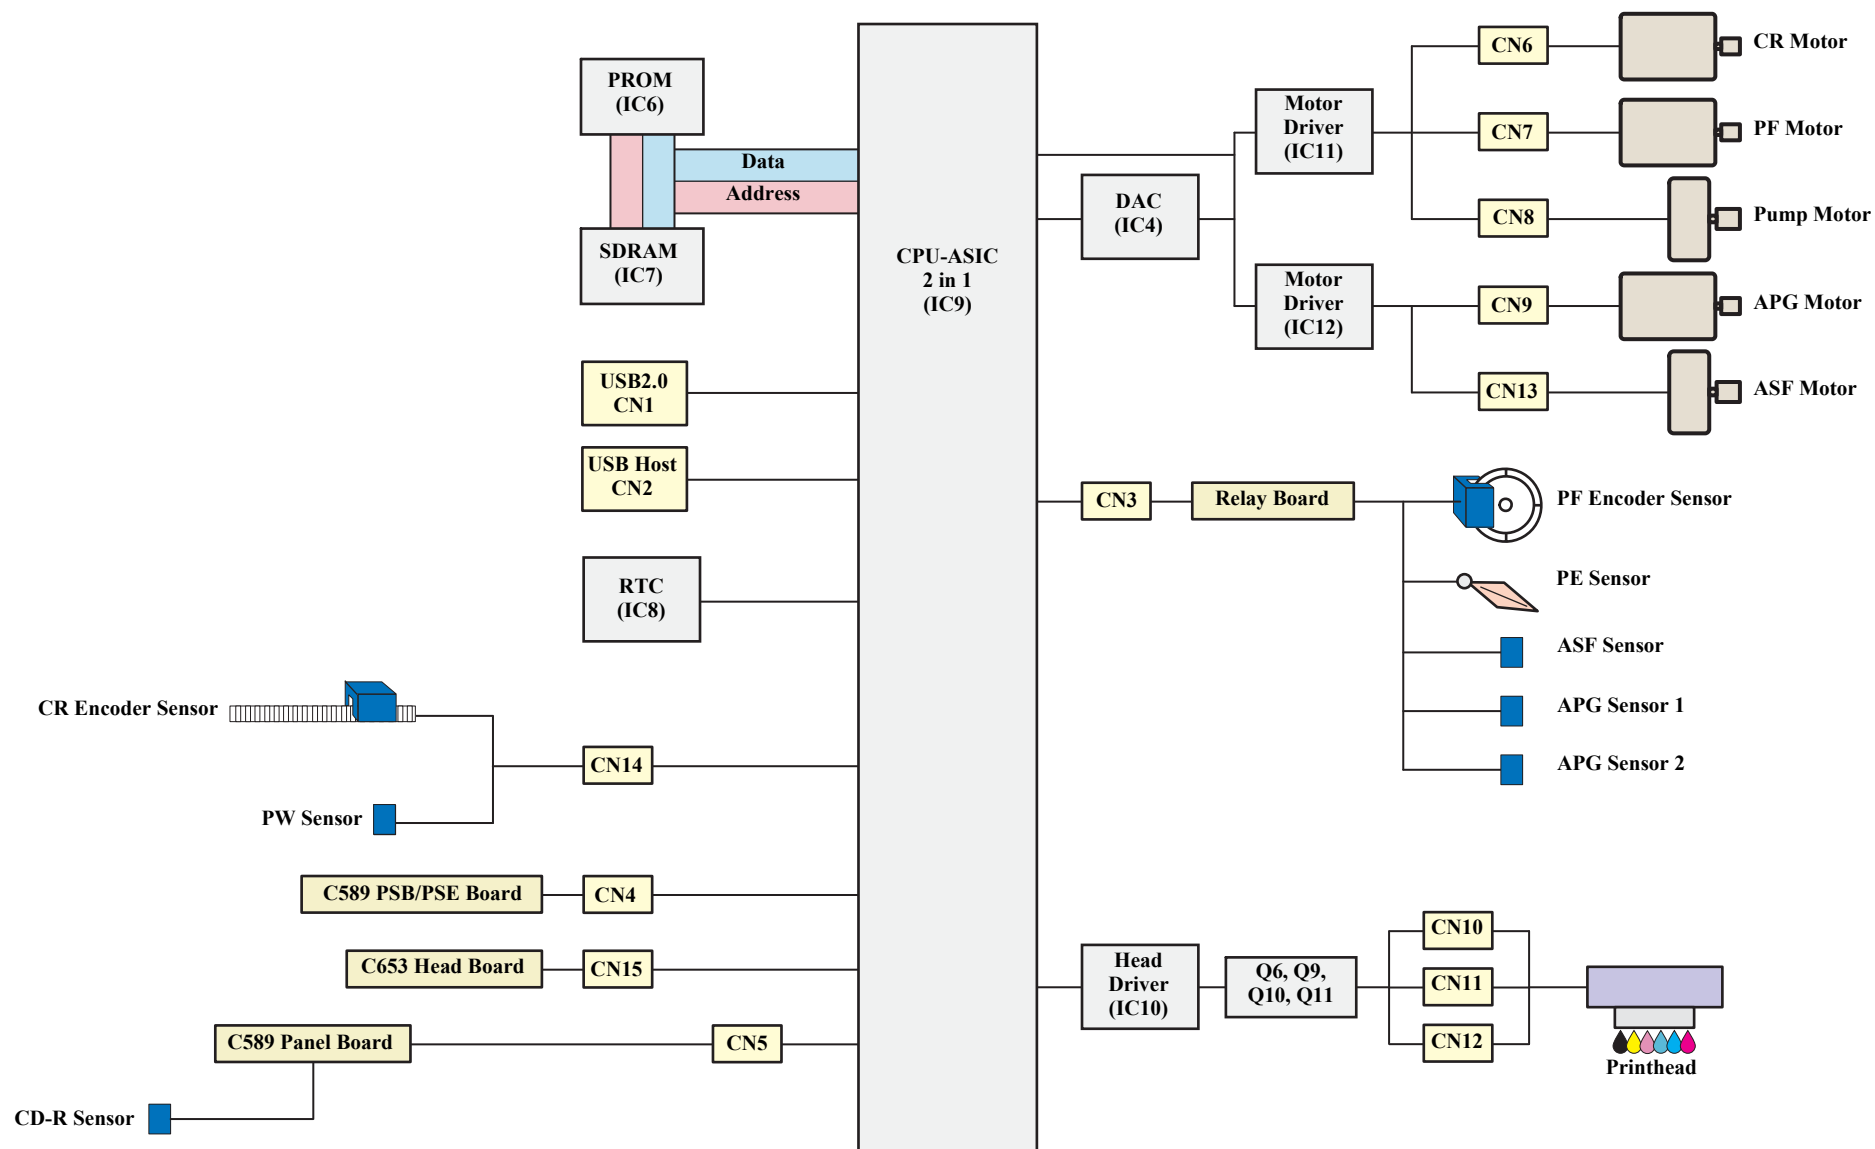 PROM
(IC6)
Data
Address
SDRAM
(IC7)
USB2.0
CN1
USB Host
CN2
RTC
(IC8)
CR Encoder Sensor
CN14
PW Sensor
C589 PSB/PSE Board
CN4
C653 Head Board
CN15
C589 Panel Board
CN5
CD-R Sensor
CPU-ASIC
2 in 1
(IC9)
DAC
(IC4)
Motor
Driver
(IC11)
Motor
Driver
(IC12)
CN6
CR Motor
CN7
PF Motor
CN8
Pump Motor
CN9
APG Motor
CN13
ASF Motor
CN3
Relay Board
PF Encoder Sensor
PE Sensor
ASF Sensor
APG Sensor 1
APG Sensor 2
Head
Driver
(IC10)
Q6, Q9,
Q10, Q11
CN10
CN11
CN12
Printhead